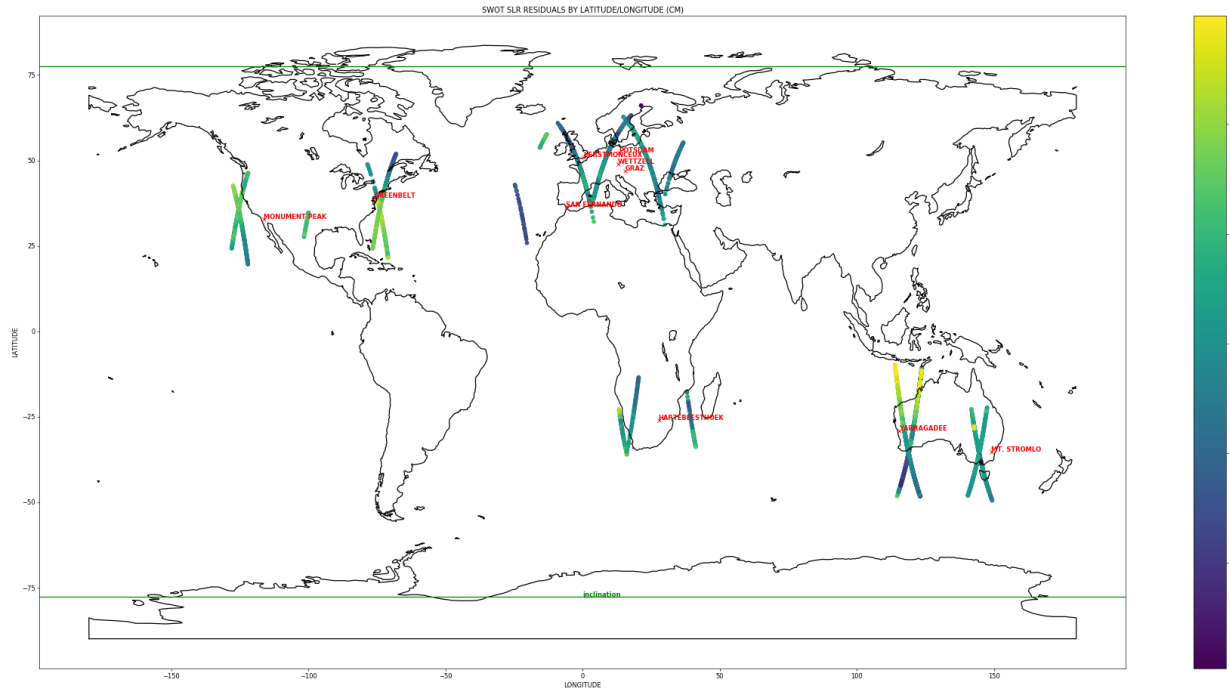 SWOT SLR RESIDUALS BY LATITUDE/LONGITUDE (CM)
75
50
25
0
−25
−50
−75
LATITUDE
POTSDAM
HERSTMONCEUX
WETTZELL
GRAZ
GREENBELT
SAN FERNANDO
MONUMENT PEAK
HARTEBEESTHOEK
YARRAGADEE
MT. STROMLO
inclination
−150
−100
−50
0
50
100
150
LONGITUDE